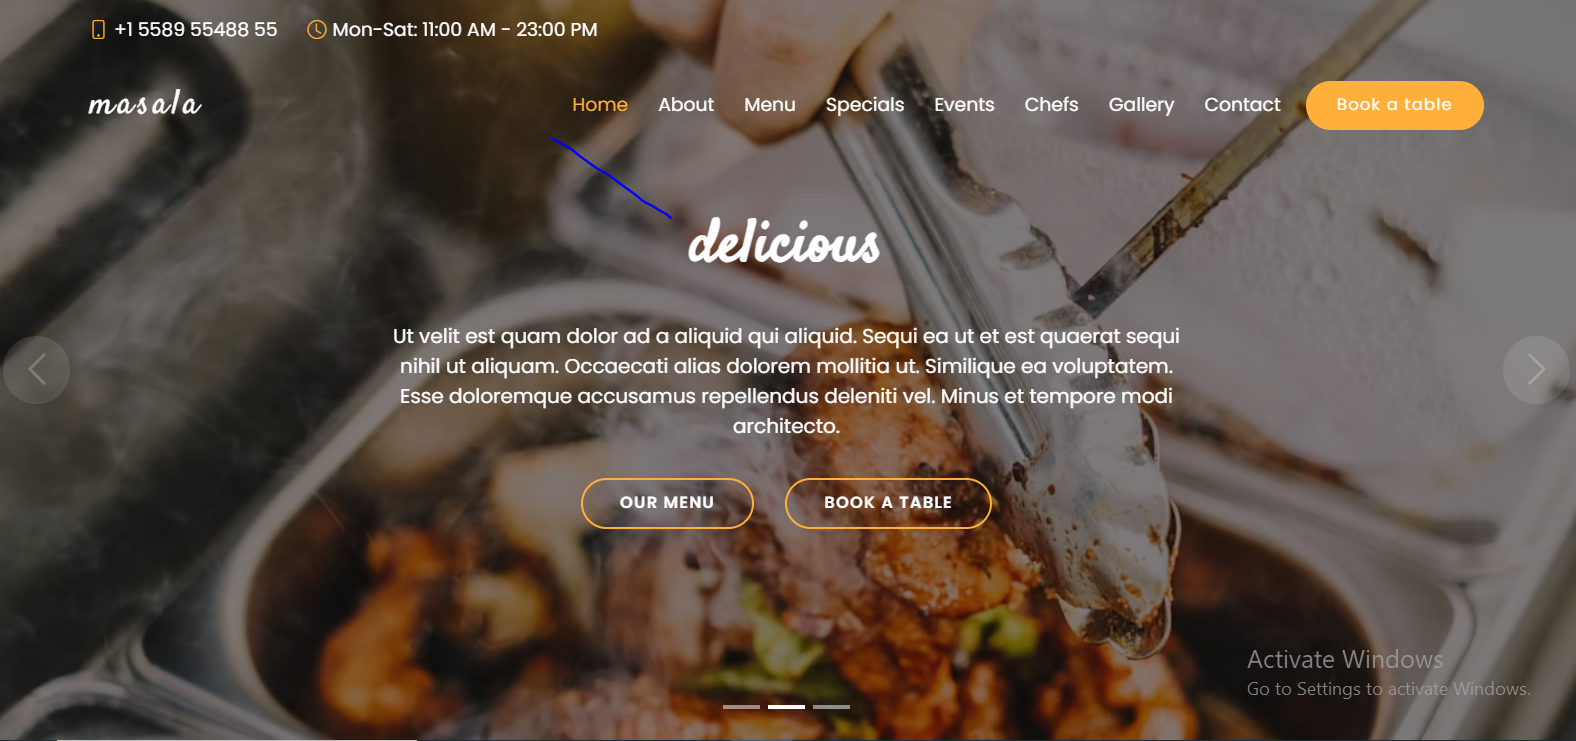 +1 5589 55488 55 Mon-Sat: 11:00 AM - 23:00 PM
masala Home About Menu Specials Events Chefs Gallery Contact Book a table
delicious
Ut velit est quam dolor ad a aliquid qui aliquid. Sequi ea ut et est quaerat sequi
nihil ut aliquam. Occaecati alias dolorem mollitia ut. Similique ea voluptatem.
Esse doloremque accusamus repellendus deleniti vel. Minus et tempore modi
architecto.
OUR MENU BOOK A TABLE
Activate Windows
Go to Settings to activate Windows.